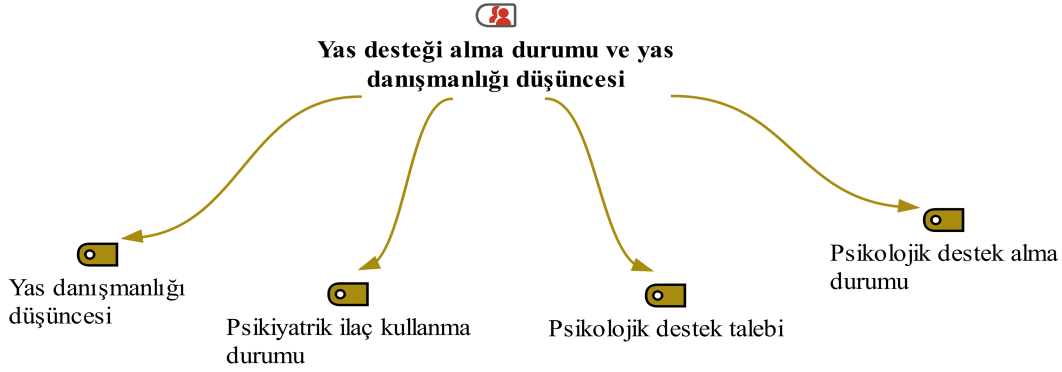 Yas desteği alma durumu ve yas
danışmanlığı düşüncesi
Yas danışmanlığı
düşüncesi
Psikiyatrik ilaç kullanma
durumu
Psikolojik destek talebi
Psikolojik destek alma
durumu